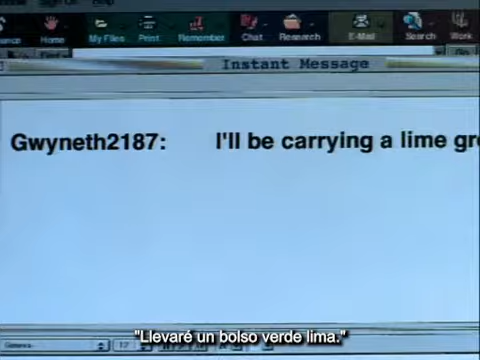 Home My Files Print Remember Chat Research E-Mail Search Work
Instant Message
Gwyneth2187: I'll be carrying a lime gr
12
"Llevaré un bolso verde lima."